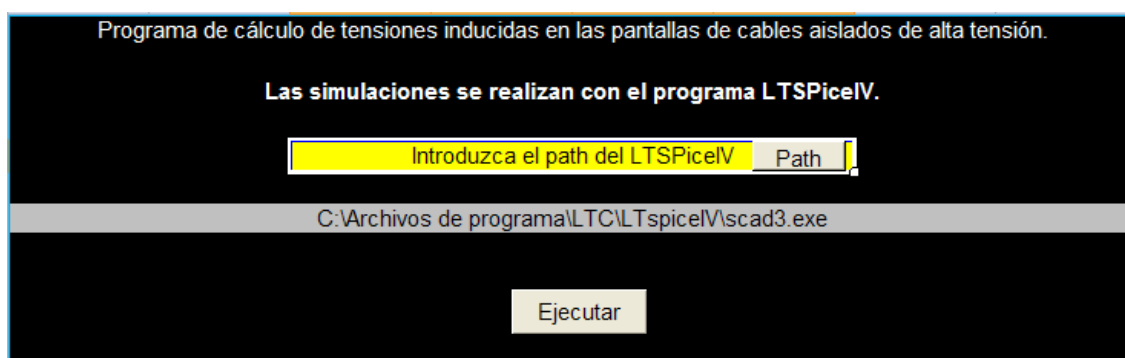 Programa de cálculo de tensiones inducidas en las pantallas de cables aislados de alta tensión.
Las simulaciones se realizan con el programa LTSPiceIV.
Introduzca el path del LTSPiceIV Path
C:\Archivos de programa\LTC\LTspiceIV\scad3.exe
Ejecutar